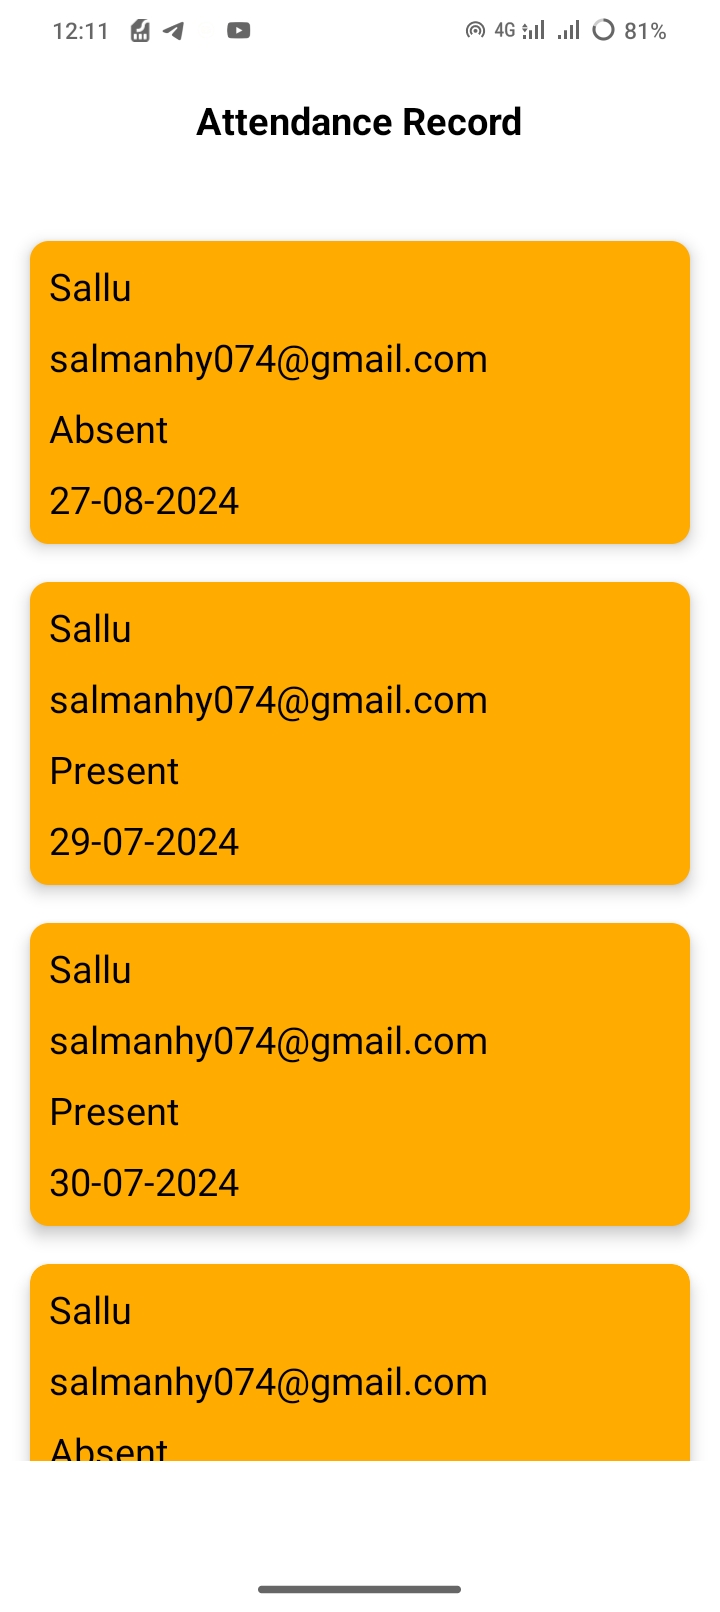 12:11 4G 81%
Attendance Record
Sallu
salmanhy074@gmail.com
Absent
27-08-2024
Sallu
salmanhy074@gmail.com
Present
29-07-2024
Sallu
salmanhy074@gmail.com
Present
30-07-2024
Sallu
salmanhy074@gmail.com
Absent